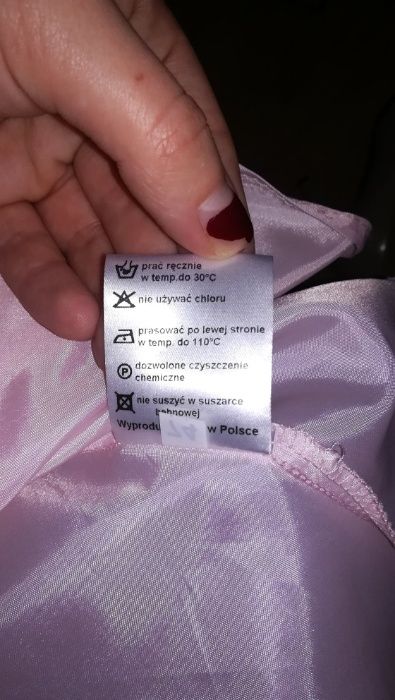 prać ręcznie
w temp.do 30°C
nie używać chloru
prasować po lewej stronie
w temp. do 110°C
P
dozwolone czyszczenie
chemiczne
nie suszyć w suszarce
bębnowej
74
w Polsce